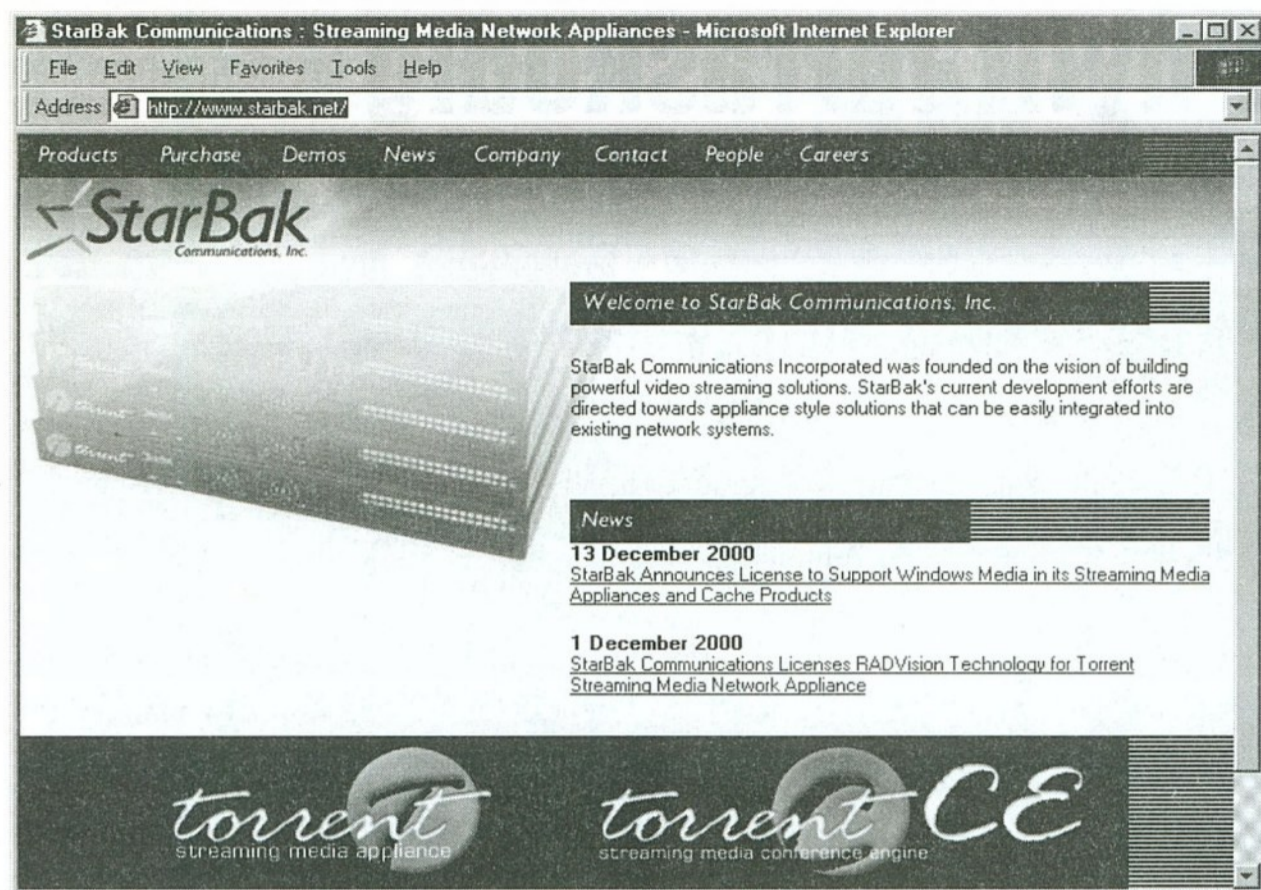 StarBak Communications : Streaming Media Network Appliances - Microsoft Internet Explorer
File Edit View Favorites Tools Help
Address http://www.starbak.net/
Products Purchase Demos News Company Contact People Careers
StarBak
Communications, Inc.
Welcome to StarBak Communications, Inc.
StarBak Communications Incorporated was founded on the vision of building
powerful video streaming solutions. StarBak's current development efforts are
directed towards appliance style solutions that can be easily integrated into
existing network systems.
torrent
torrent
News
13 December 2000
StarBak Announces License to Support Windows Media in its Streaming Media
Appliances and Cache Products
1 December 2000
StarBak Communications Licenses RADVision Technology for Torrent
Streaming Media Network Appliance
torrent
streaming media appliance
torrent CE
streaming media conference engine